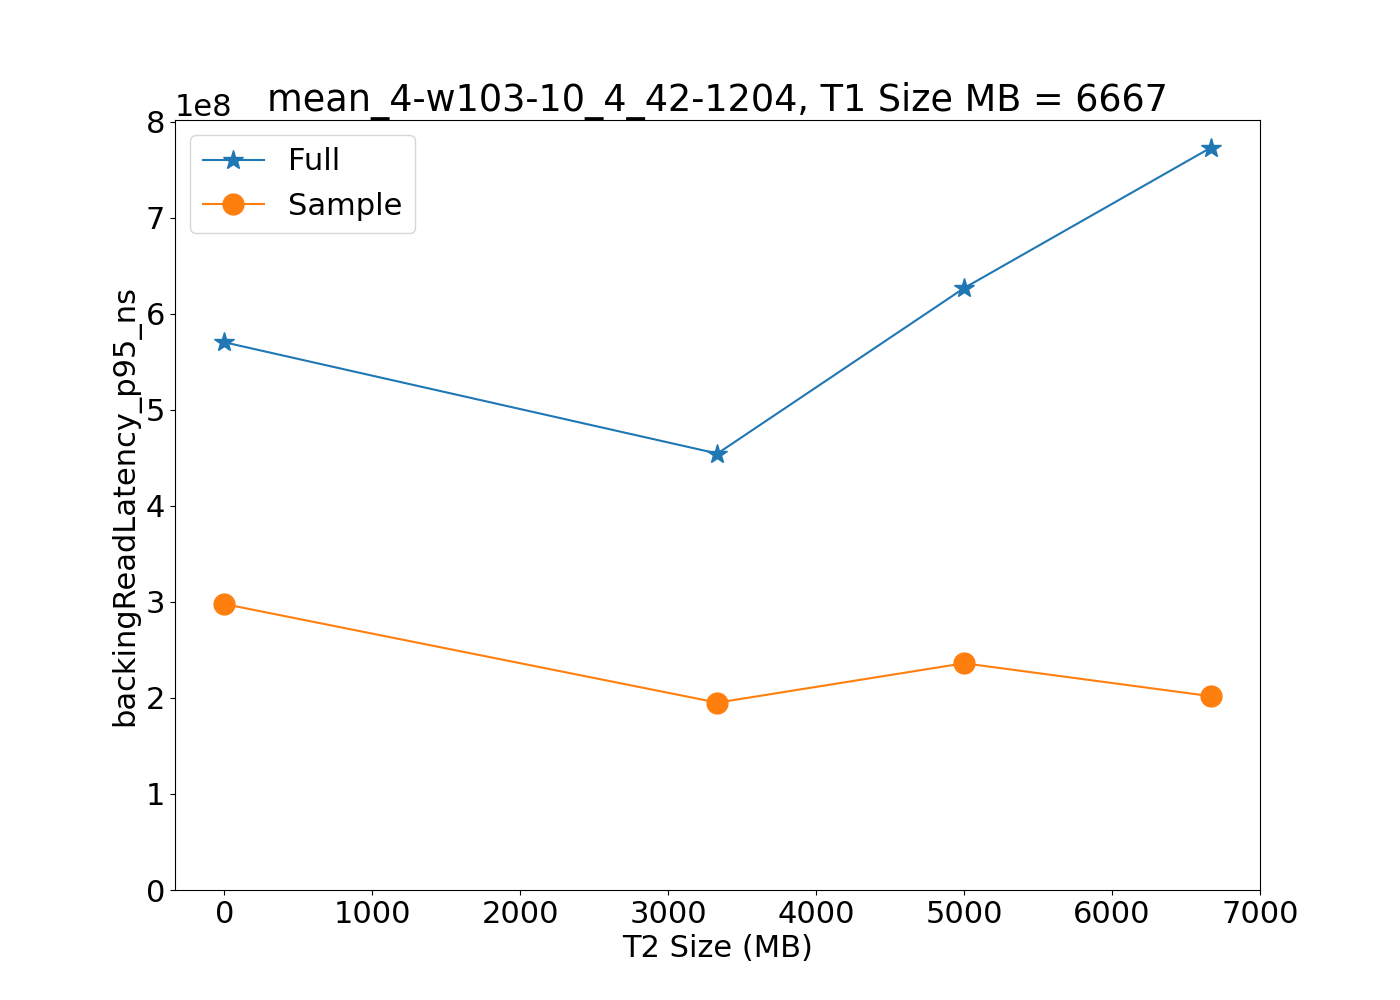 mean_4-w103-10_4_42-1204, T1 Size MB = 6667
1e8
Full
Sample
backingReadLatency_p95_ns
8
7
6
5
4
3
2
1
0
0 1000 2000 3000 4000 5000 6000 7000
T2 Size (MB)